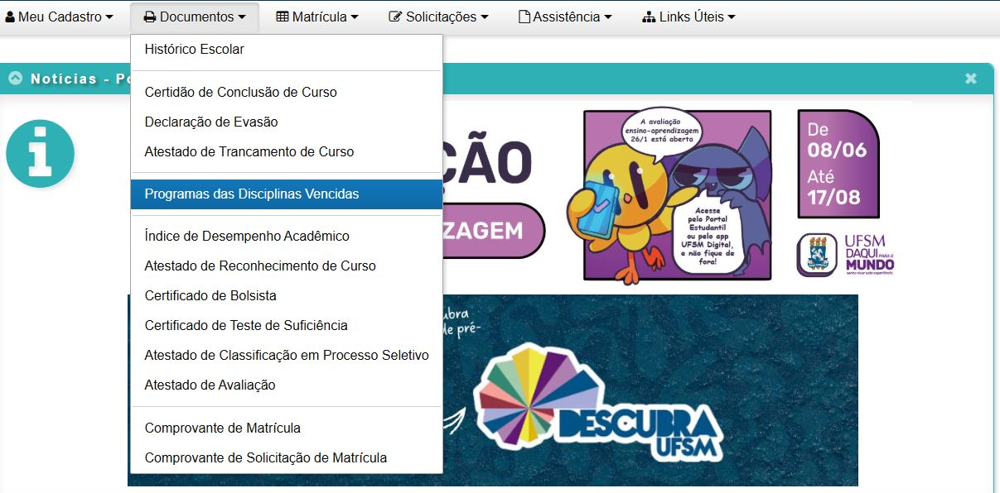 Meu Cadastro
Documentos
Matrícula
Solicitações
Assistência
Links Úteis
Histórico Escolar
Certidão de Conclusão de Curso
Declaração de Evasão
Atestado de Trancamento de Curso
Programas das Disciplinas Vencidas
Índice de Desempenho Acadêmico
Atestado de Reconhecimento de Curso
Certificado de Bolsista
Certificado de Teste de Suficiência
Atestado de Classificação em Processo Seletivo
Atestado de Avaliação
Comprovante de Matrícula
Comprovante de Solicitação de Matrícula
Notícias - Po
ÇÃO
ZAGEM
A avaliação
ensino-aprendizagem
26/1 está aberta
Acesse
pelo Portal
Estudantil
ou pelo app
UFSM Digital,
e não fique de
fora!
De
08/06
Até
17/08
UFSM
DAQUI PARA O
MUNDO
venha viver esta experiência.
ubra
de pré-
DESCUBRA
UFSM